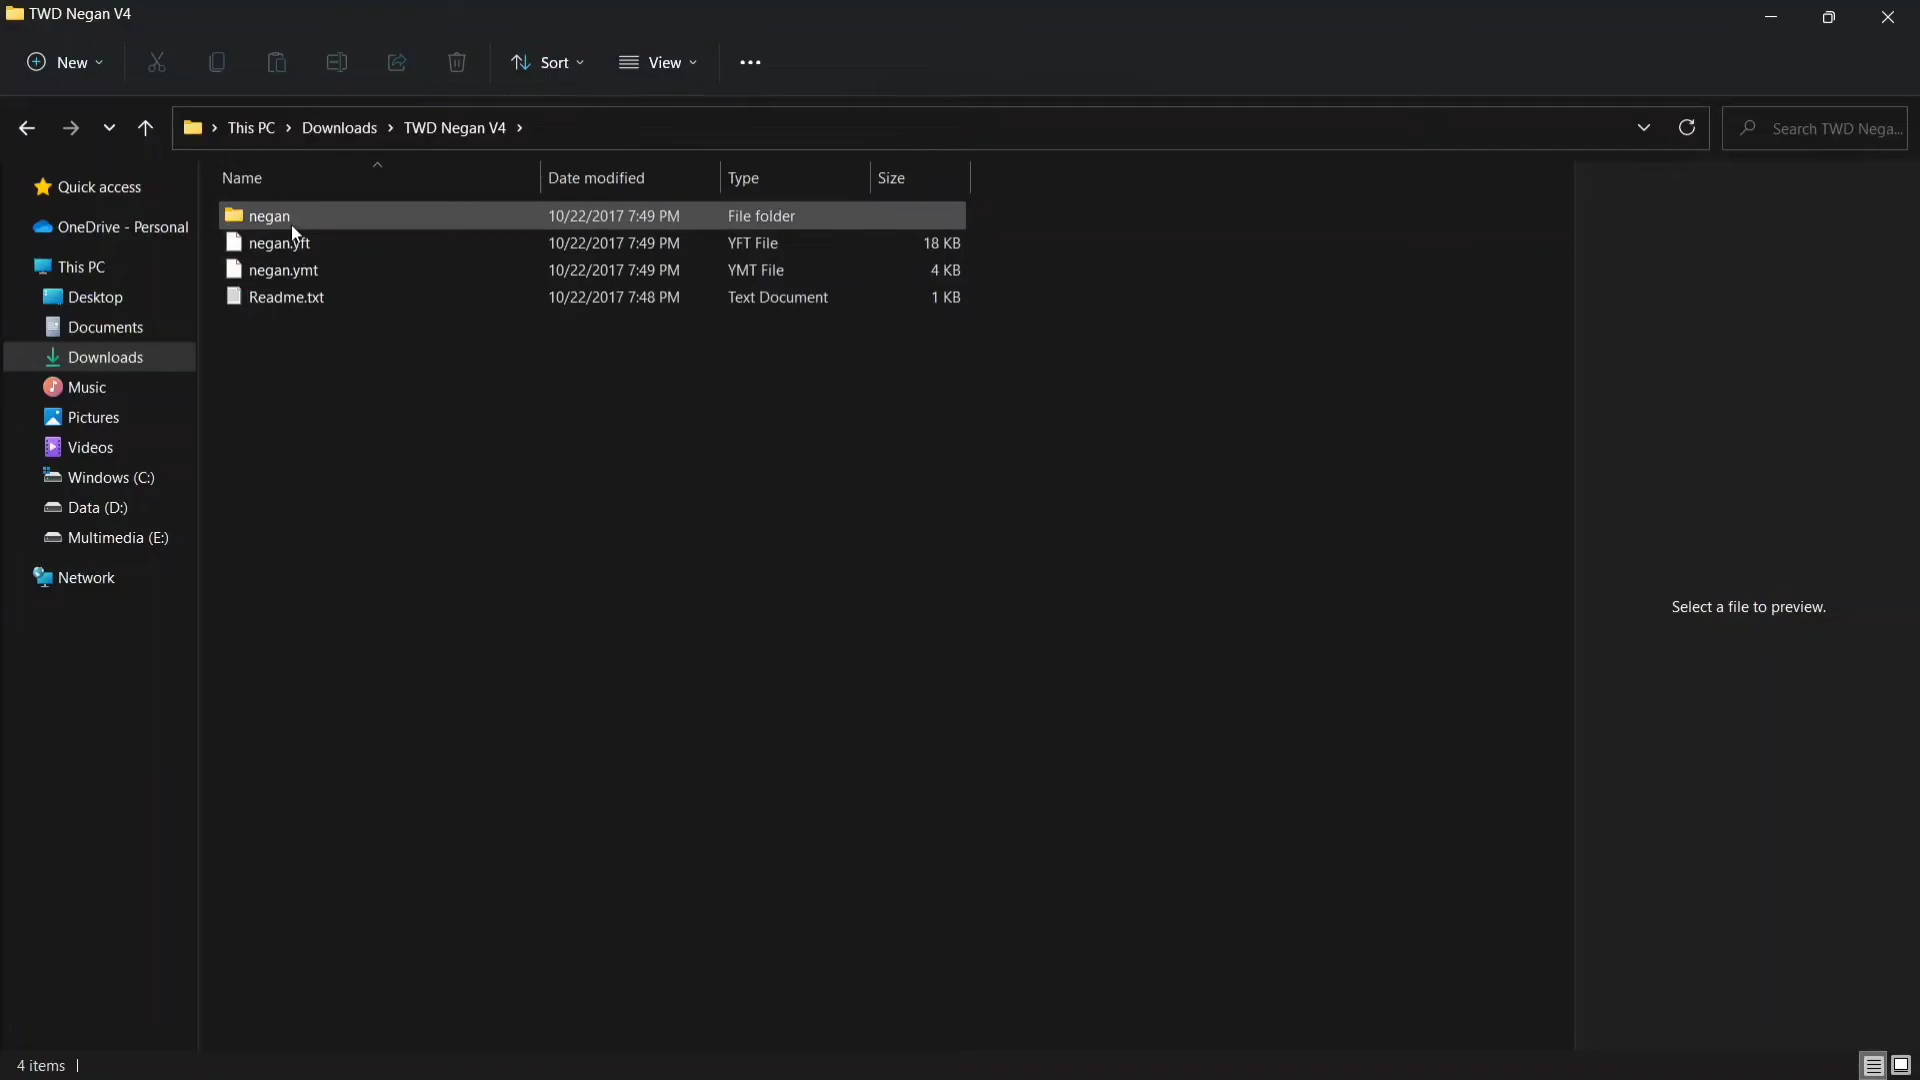 TWD Negan V4
New
Sort
View
This PC > Downloads > TWD Negan V4 >
Search TWD Nega...
Name Date modified Type Size
negan 10/22/2017 7:49 PM File folder
negan.yft 10/22/2017 7:49 PM YFT File 18 KB
negan.ymt 10/22/2017 7:49 PM YMT File 4 KB
Readme.txt 10/22/2017 7:48 PM Text Document 1 KB
Quick access
OneDrive - Personal
This PC
Desktop
Documents
Downloads
Music
Pictures
Videos
Windows (C:)
Data (D:)
Multimedia (E:)
Network
Select a file to preview.
4 items